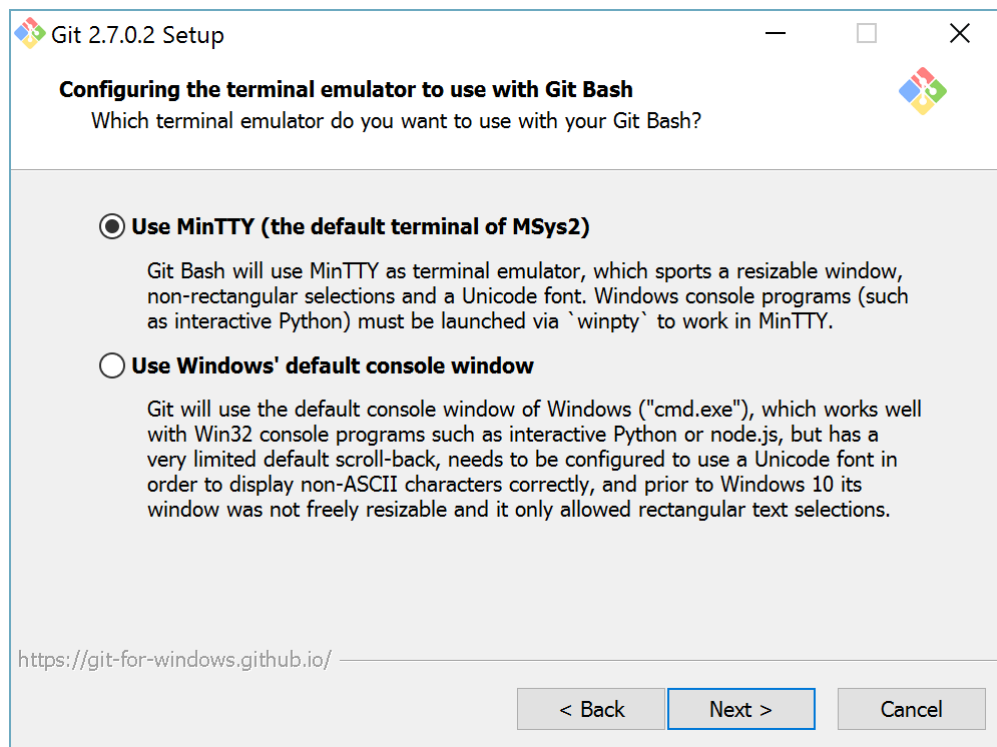 Git 2.7.0.2 Setup
Configuring the terminal emulator to use with Git Bash
Which terminal emulator do you want to use with your Git Bash?
Use MinTTY (the default terminal of MSys2)
Git Bash will use MinTTY as terminal emulator, which sports a resizable window,
non-rectangular selections and a Unicode font. Windows console programs (such
as interactive Python) must be launched via `winpty` to work in MinTTY.
Use Windows' default console window
Git will use the default console window of Windows ("cmd.exe"), which works well
with Win32 console programs such as interactive Python or node.js, but has a
very limited default scroll-back, needs to be configured to use a Unicode font in
order to display non-ASCII characters correctly, and prior to Windows 10 its
window was not freely resizable and it only allowed rectangular text selections.
https://git-for-windows.github.io/
< Back Next > Cancel